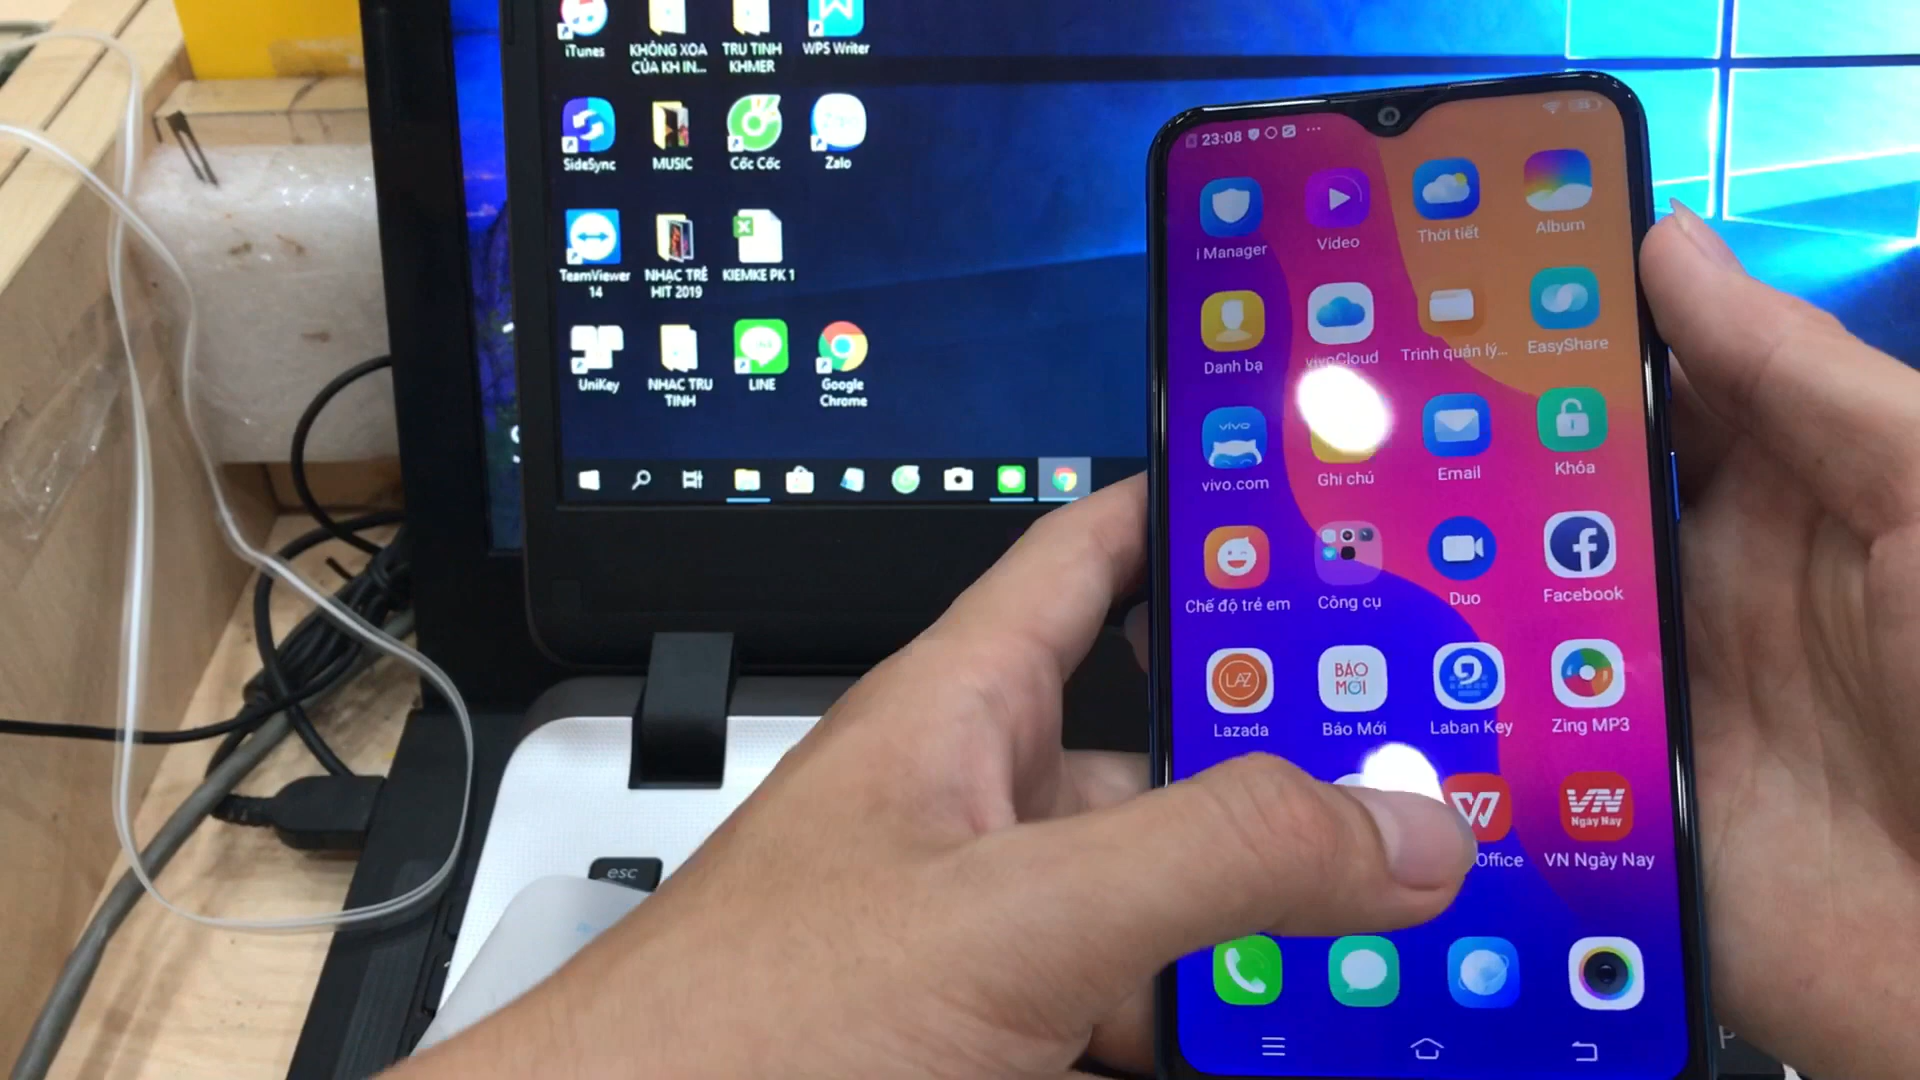 iTunes
KHÔNG XOA
CỦA KH IN...
TRU TINH
KHMER
WPS Writer
SideSync
MUSIC
Cốc Cốc
Zalo
Zalo
TeamViewer
14
NHẠC TRẺ
HIT 2019
KIEMKE PK 1
UniKey
NHAC TRU
TINH
LINE
LINE
Google
Chrome
esc
23:08
i Manager
Video
Thời tiết
Album
Danh bạ
vivoCloud
Trình quản lý...
EasyShare
vivo
vivo.com
Ghi chú
Email
Khóa
Chế độ trẻ em
Công cụ
Duo
Facebook
LAZ
Lazada
BÁO
MỚI
Báo Mới
Laban Key
Zing MP3
Office
VN
Ngày Nay
VN Ngày Nay
P